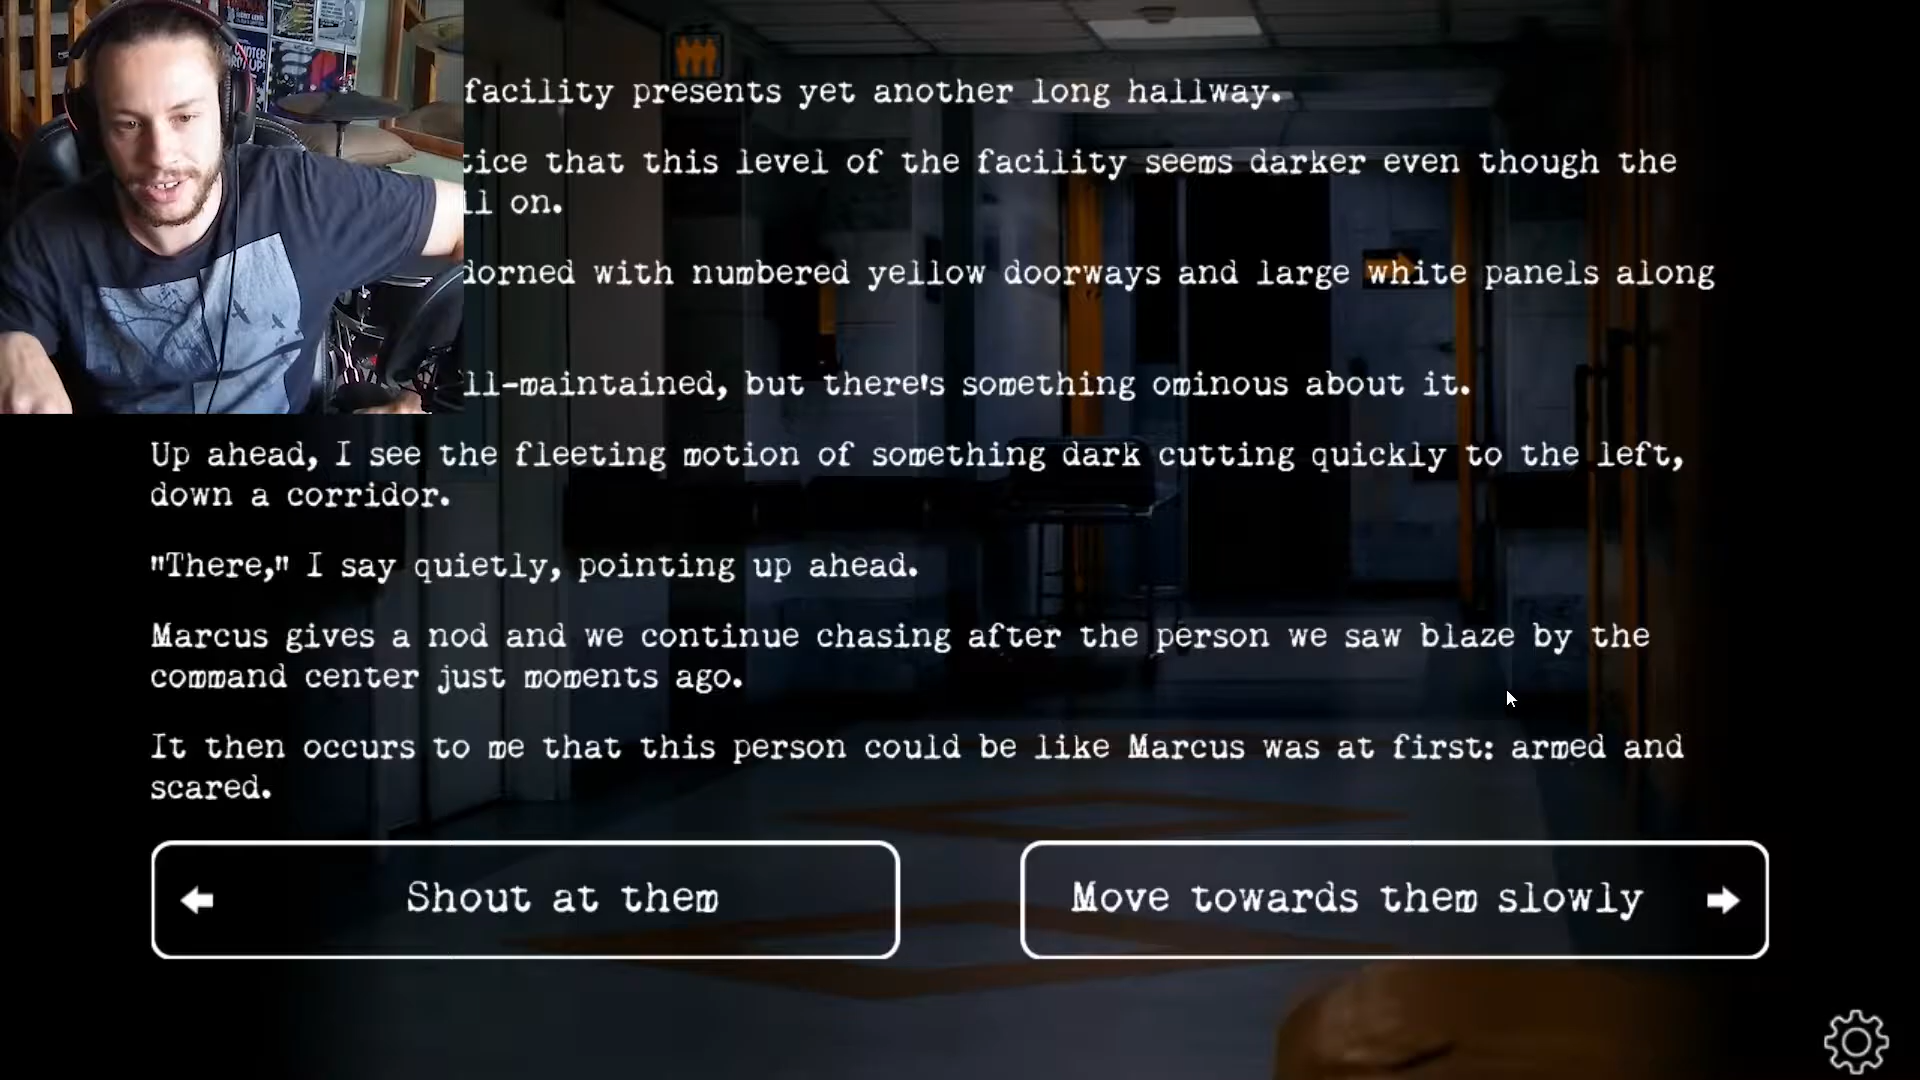 facility presents yet another long hallway.
tice that this level of the facility seems darker even though the
ll on.
dorned with numbered yellow doorways and large white panels along
ll-maintained, but there's something ominous about it.
Up ahead, I see the fleeting motion of something dark cutting quickly to the left,
down a corridor.
"There," I say quietly, pointing up ahead.
Marcus gives a nod and we continue chasing after the person we saw blaze by the
command center just moments ago.
It then occurs to me that this person could be like Marcus was at first: armed and
scared.
Shout at them
Move towards them slowly